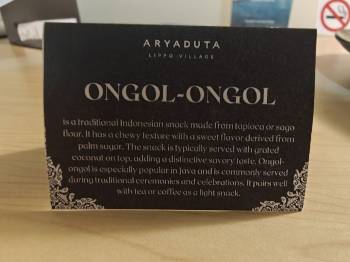 ARYADUTA
LIPPO VILLAGE
ONGOL-ONGOL
is a traditional Indonesian snack made from tapioca or sago
flour. It has a chewy texture with a sweet flavor derived from
palm sugar. The snack is typically served with grated
coconut on top, adding a distinctive savory taste. Ongol-
ongol is especially popular in Java and is commonly served
during traditional ceremonies and celebrations. It pairs well
with tea or coffee as a light snack.